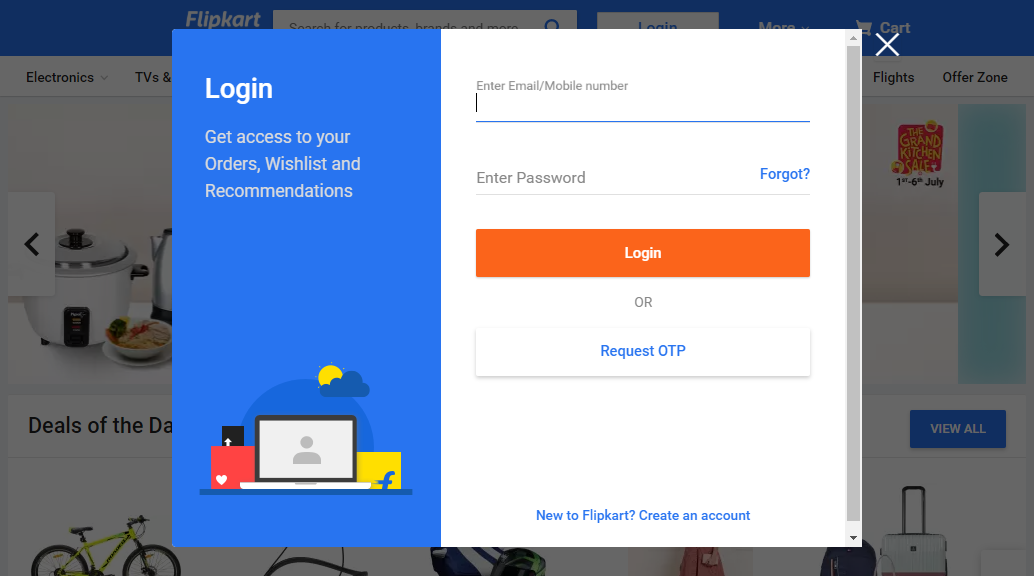 Flipkart
Search for products, brands and more
Login
More
Cart
Electronics
TVs &
Flights
Offer Zone
Login
Get access to your
Orders, Wishlist and
Recommendations
Enter Email/Mobile number
Enter Password
Forgot?
Login
OR
Request OTP
New to Flipkart? Create an account
THE
GRAND
KITCHEN
SALE
1st-6th July
Deals of the Da
VIEW ALL